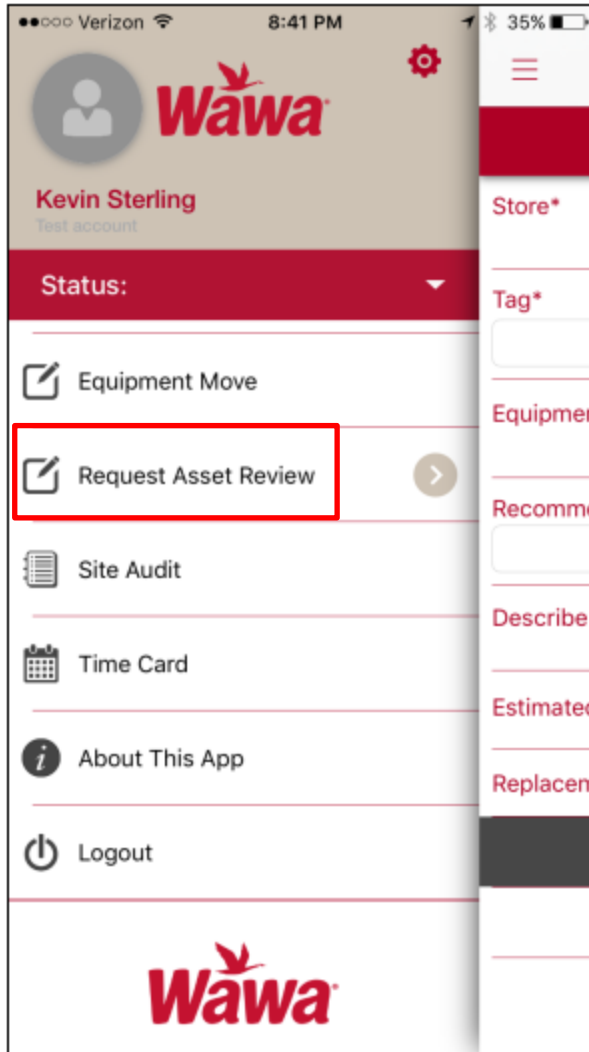 Verizon 8:41 PM 35%
Wawa
Kevin Sterling
Test account
Status:
Equipment Move
Request Asset Review
Site Audit
Time Card
About This App
Logout
Wawa
Store*
Tag*
Equipmen
Recomme
Describe
Estimated
Replacem